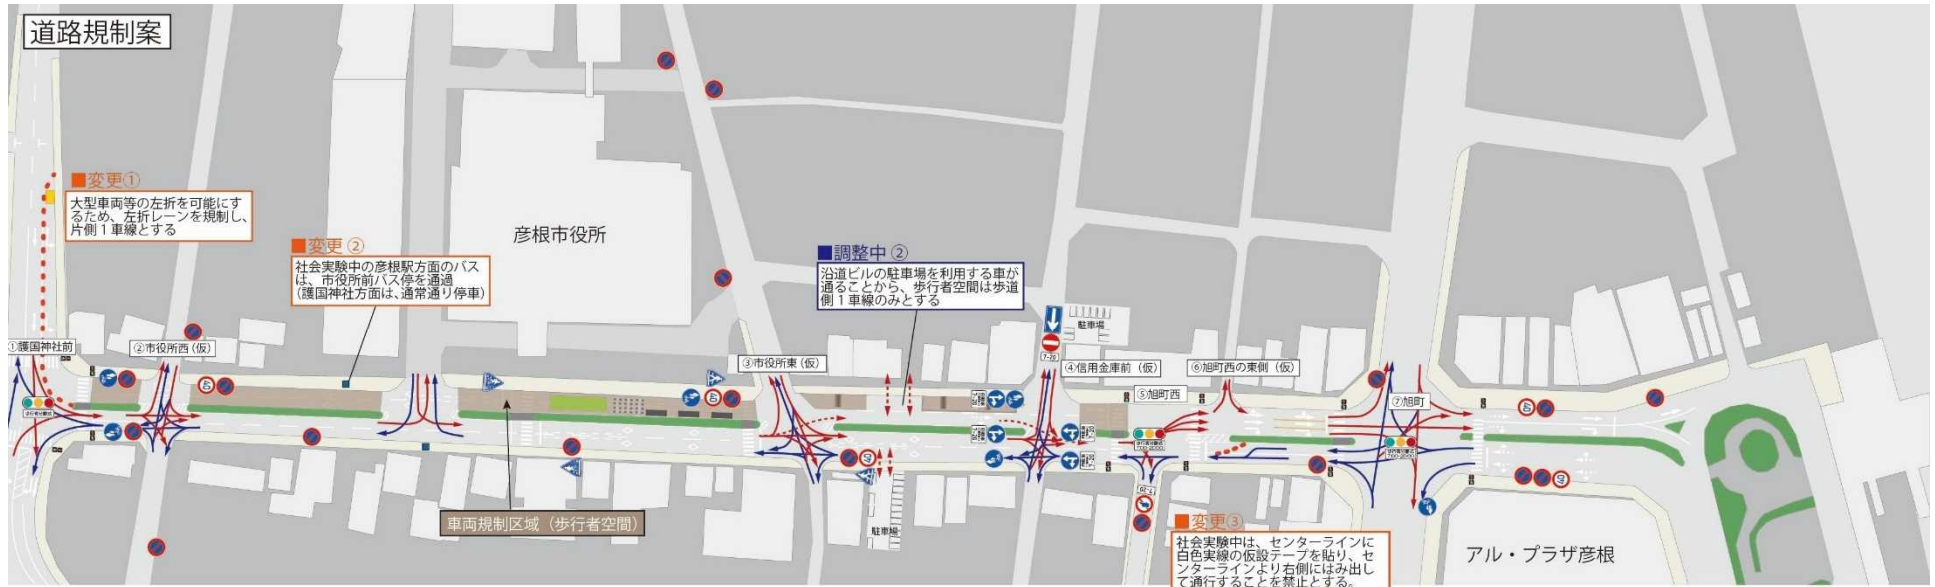 道路規制案
■変更①
大型車両等の左折を可能にす
るため、左折レーンを規制し、
片側１車線とする
■変更②
社会実験中の彦根駅方面のバス
は、市役所前バス停を通過
(護国神社方面は、通常通り停車)
彦根市役所
■調整中②
沿道ビルの駐車場を利用する車が
通ることから、歩行者空間は歩道
側１車線のみとする
駐車場
7-20
①護国神社前
②市役所西(仮)
③市役所東(仮)
④信用金庫前(仮)
⑤旭町西
⑥旭町西の東側(仮)
⑦旭町
車両規制区域(歩行者空間)
駐車場
7-20
■変更③
社会実験中は、センターラインに
白色実線の仮設テープを貼り、セ
ンターラインより右側にはみ出し
て通行することを禁止とする。
アル・プラザ彦根